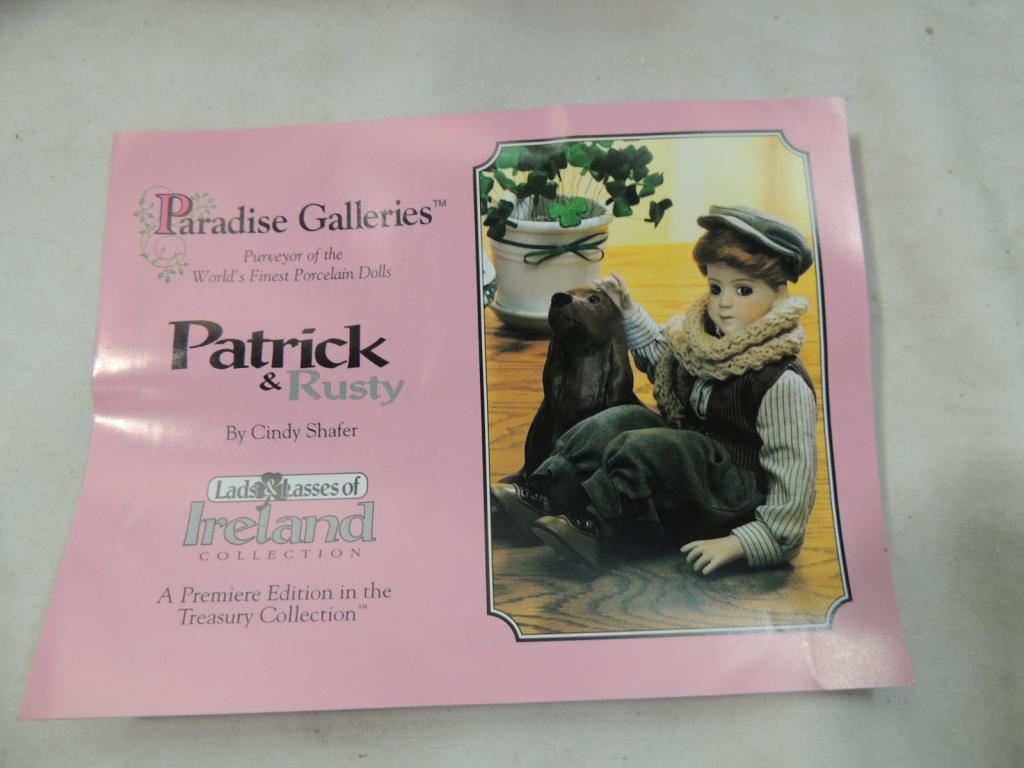 Paradise Galleries™
Purveyor of the
World's Finest Porcelain Dolls
Patrick
& Rusty
By Cindy Shafer
Lads & Lasses of
Ireland
COLLECTION
A Premiere Edition in the
Treasury Collection™